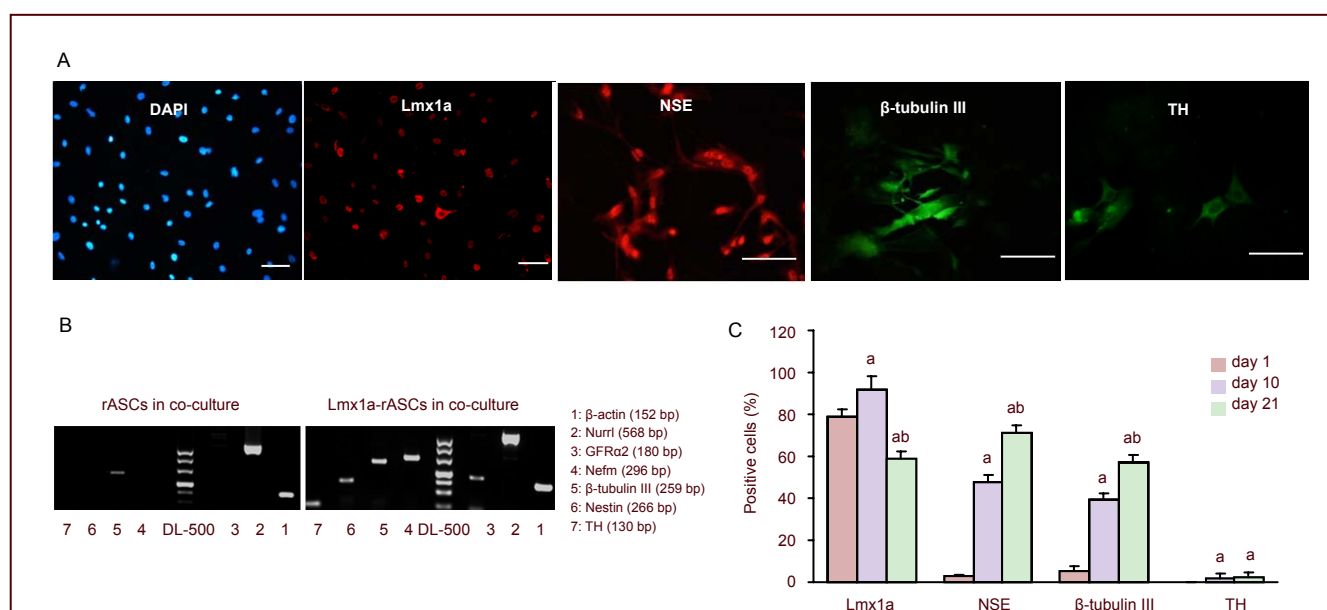 A
DAPI
Lmx1a
NSE
β-tubulin III
TH
B
rASCs in co-culture
Lmx1a-rASCs in co-culture
7 6 5 4 DL-500 3 2 1
7 6 5 4 DL-500 3 2 1
1: β-actin (152 bp)
2: Nurrl (568 bp)
3: GFRα2 (180 bp)
4: Nefm (296 bp)
5: β-tubulin III (259 bp)
6: Nestin (266 bp)
7: TH (130 bp)
C
Positive cells (%)
120
100
80
60
40
20
0
a
ab
a
ab
a
ab
a
a
day 1
day 10
day 21
Lmx1a NSE β-tubulin III TH